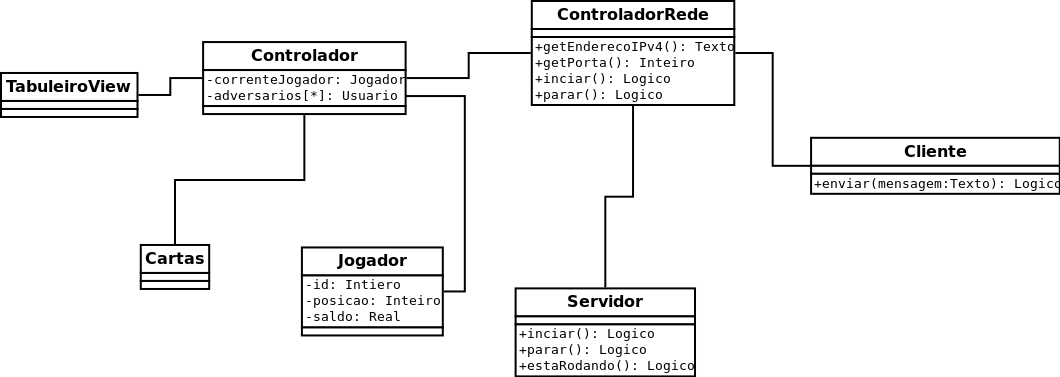 ControladorRede
+getEnderecoIPv4(): Texto
+getPorta(): Inteiro
+inciar(): Logico
+parar(): Logico
Controlador
-correnteJogador: Jogador
-adversarios[*]: Usuario
TabuleiroView
Cliente
+enviar(mensagem:Texto): Logico
Cartas
Jogador
-id: Intiero
-posicao: Inteiro
-saldo: Real
Servidor
+inciar(): Logico
+parar(): Logico
+estaRodando(): Logico